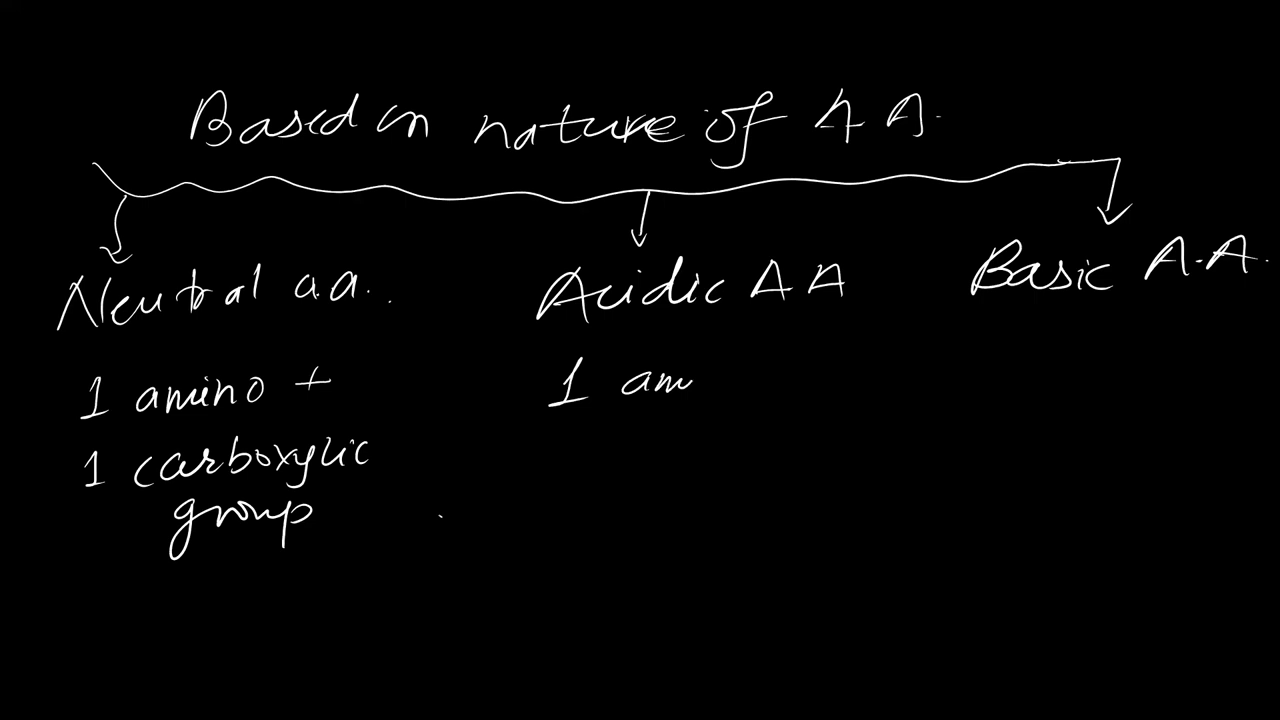 Based on nature of A A.
Neutral a.a.
Acidic A A
Basic A.A.
1 amino +
1 carboxylic
group
1 am